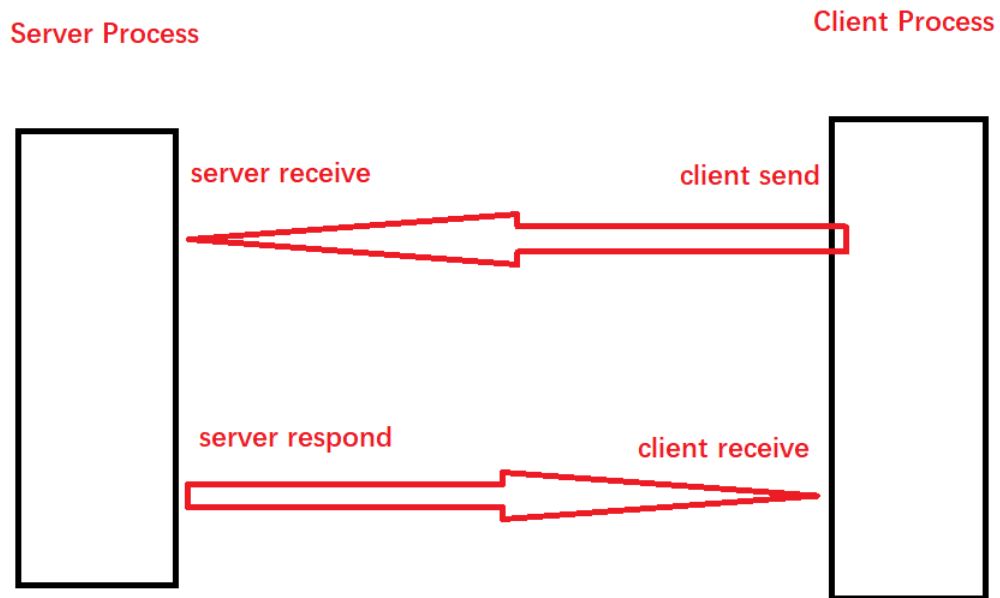 Server Process
Client Process
server receive
client send
server respond
client receive